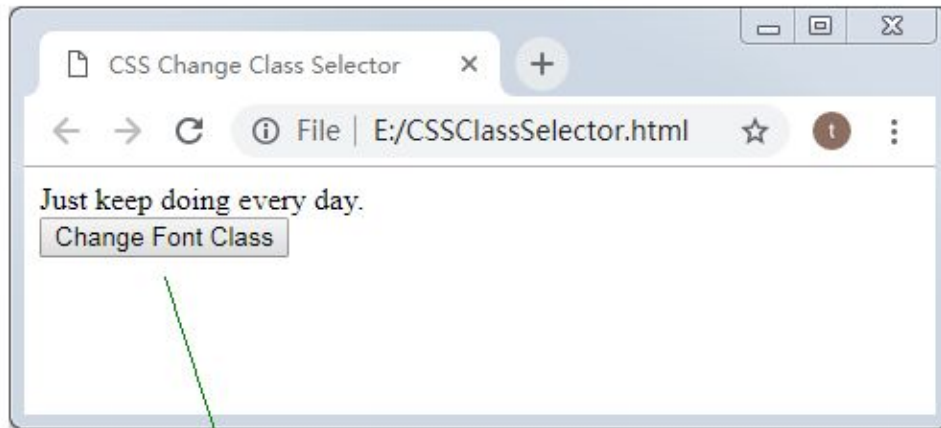 CSS Change Class Selector
File | E:/CSSClassSelector.html t
Just keep doing every day.
Change Font Class